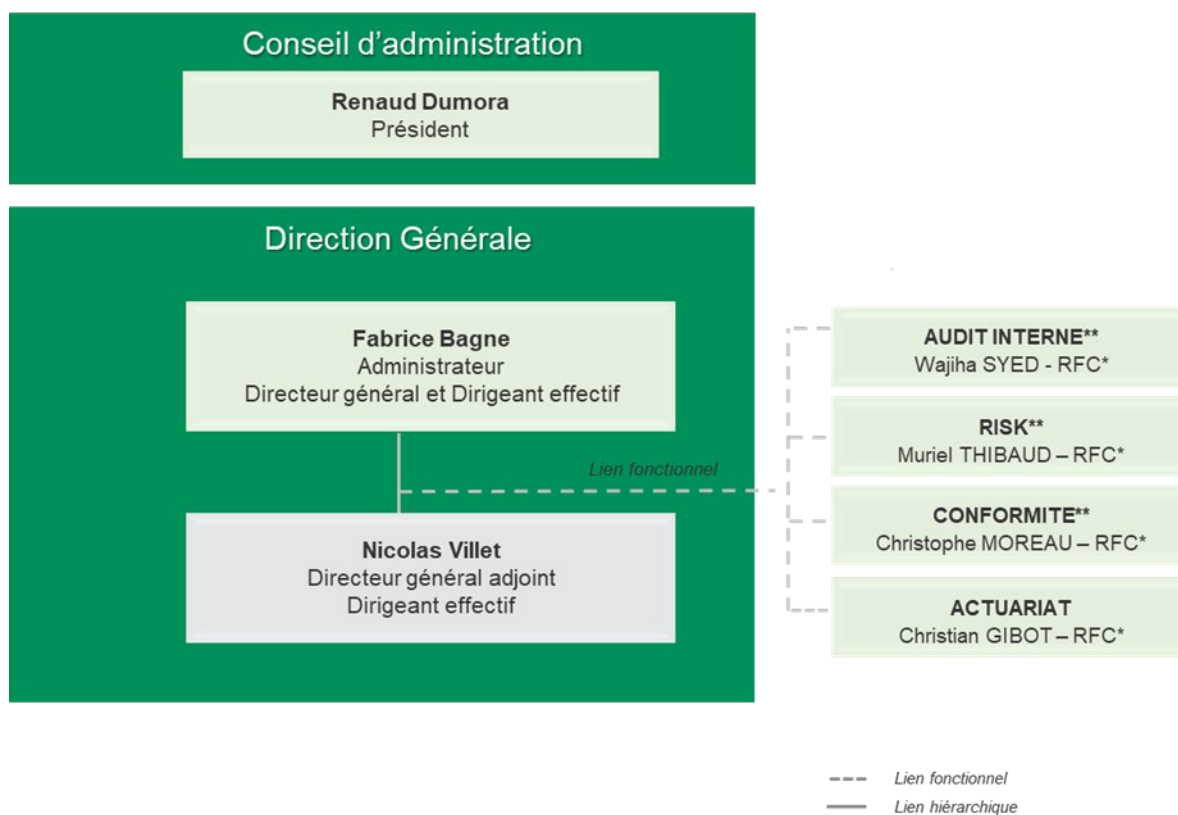 Conseil d’administration
Renaud Dumora
Président
Direction Générale
Fabrice Bagne
Administrateur
Directeur général et Dirigeant effectif
Lien fonctionnel
Nicolas Villet
Directeur général adjoint
Dirigeant effectif
AUDIT INTERNE**
Wajiha SYED - RFC*
RISK**
Muriel THIBAUD – RFC*
CONFORMITE**
Christophe MOREAU – RFC*
ACTUARIAT
Christian GIBOT – RFC*
Lien fonctionnel
Lien hiérarchique